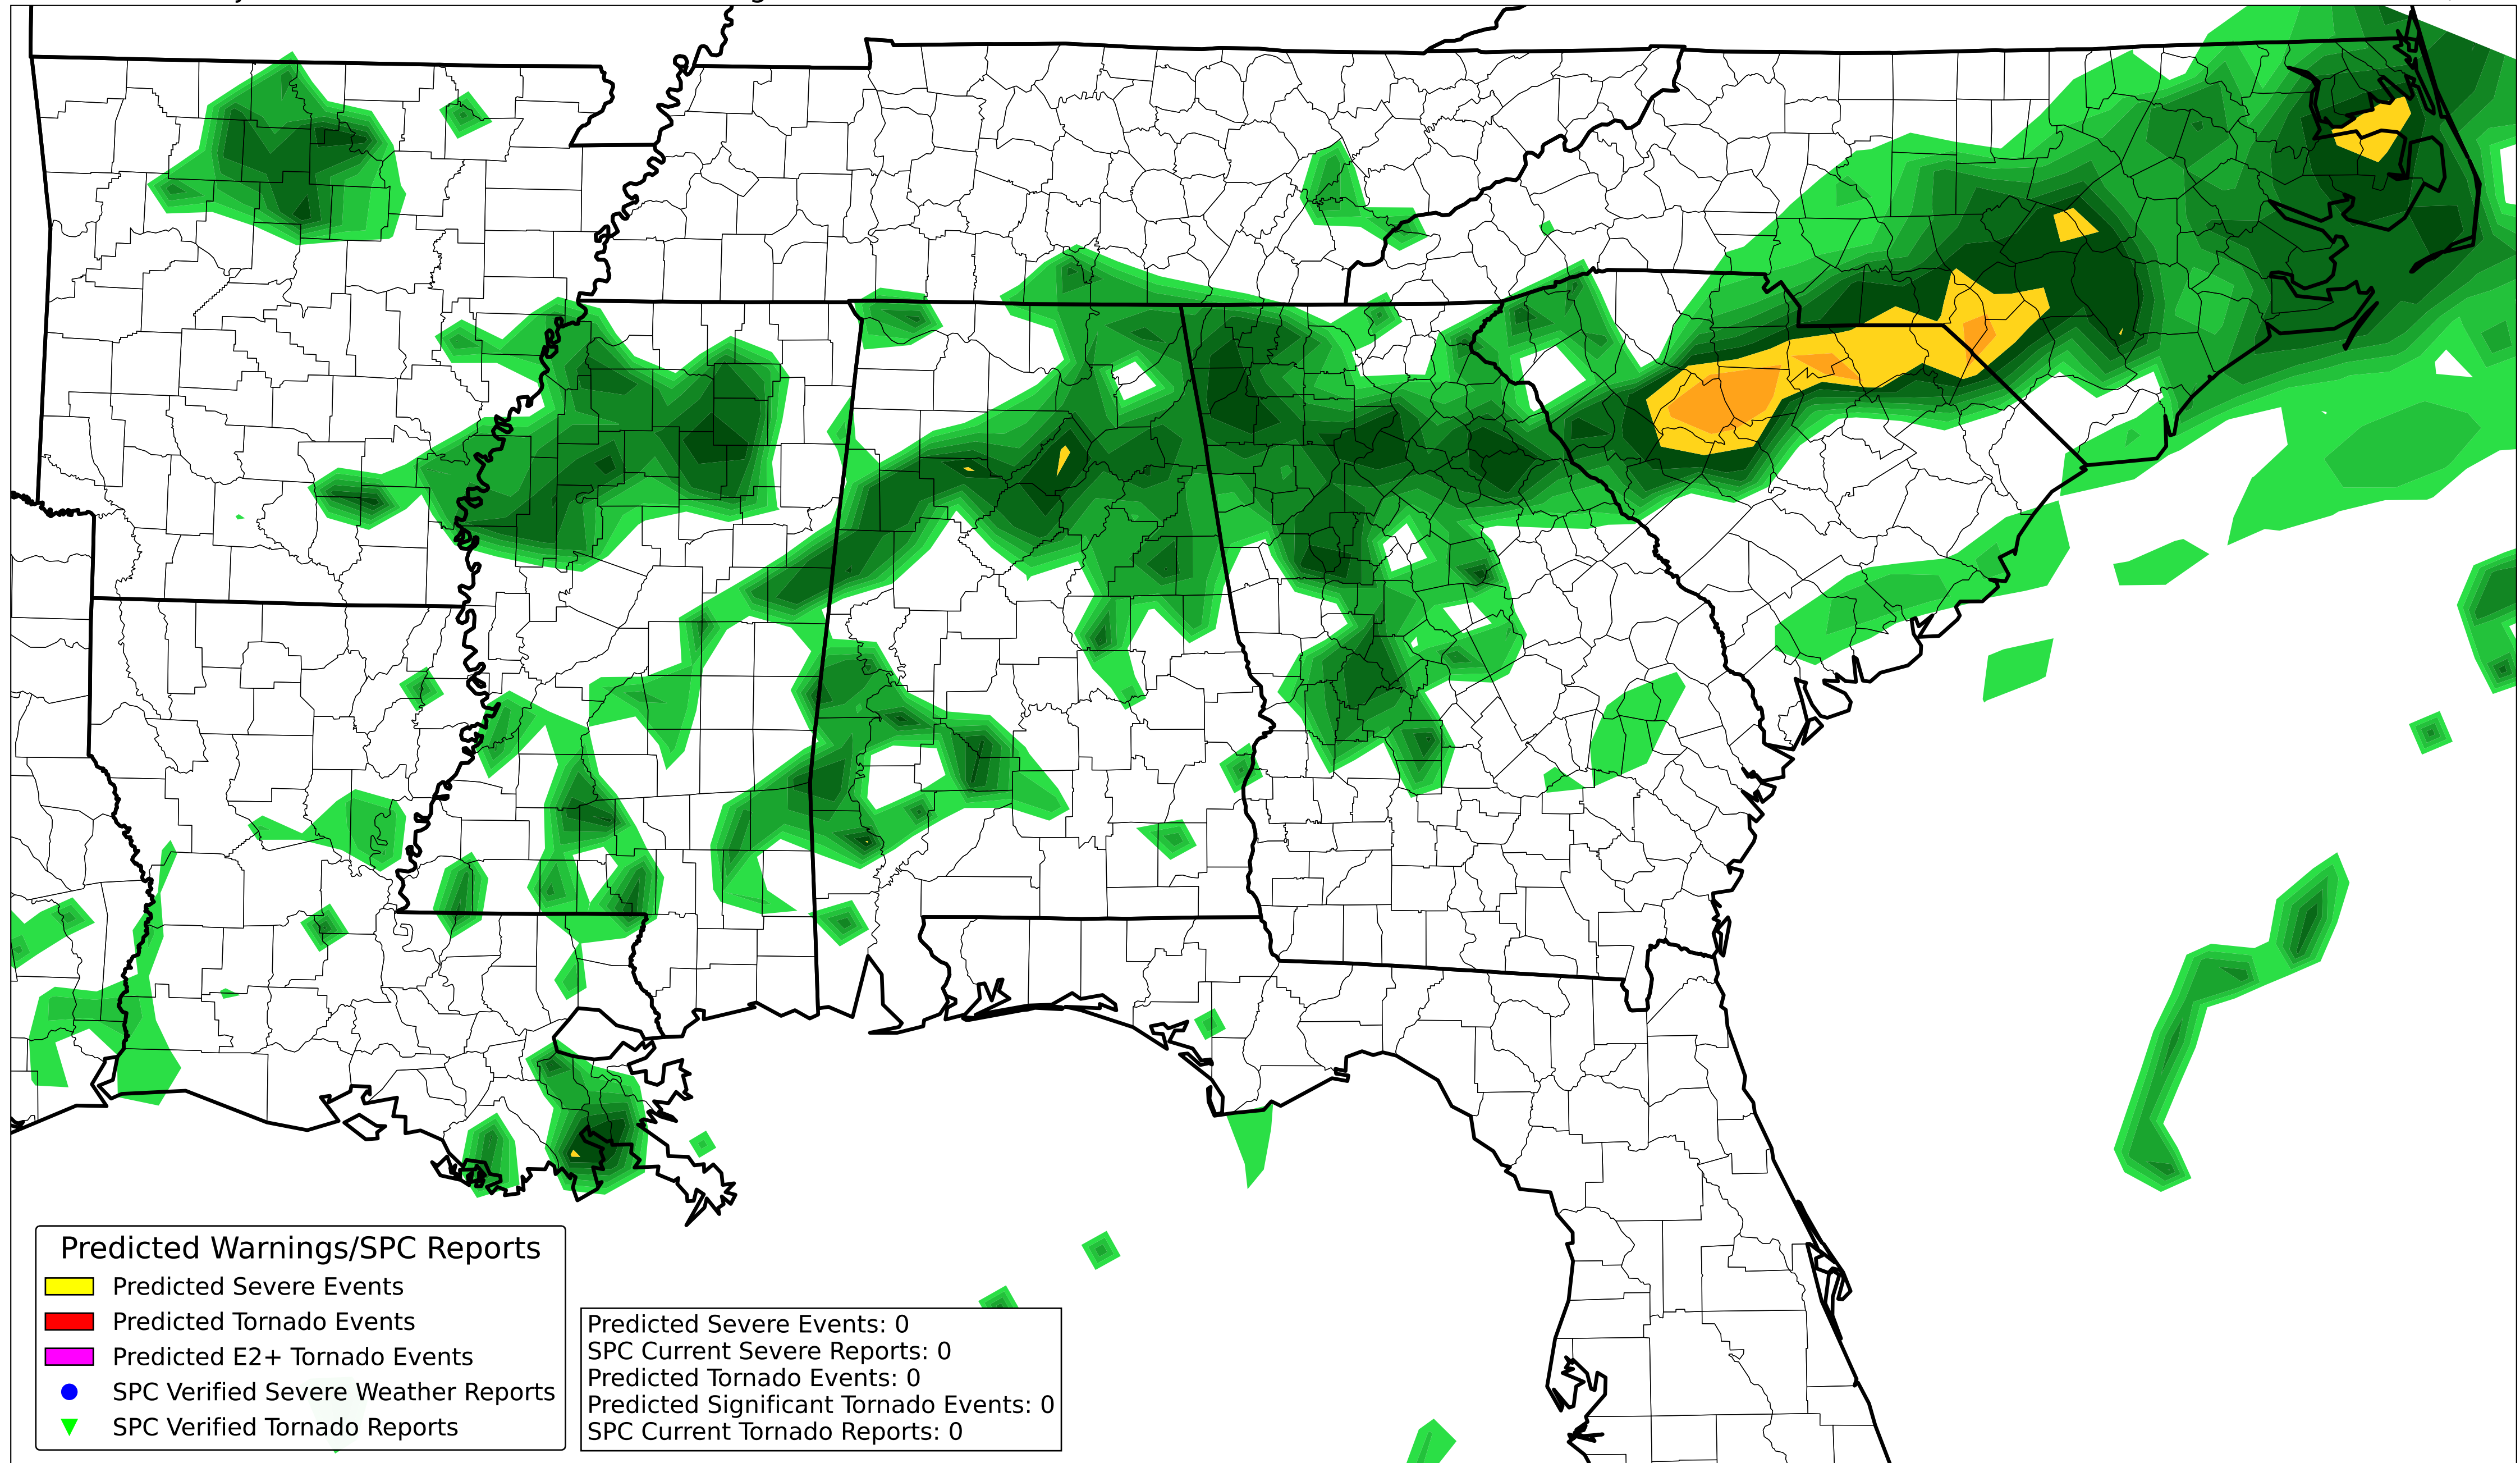 Predicted Warnings/SPC Reports
Predicted Severe Events
Predicted Tornado Events
Predicted E2+ Tornado Events
SPC Verified Severe Weather Reports
SPC Verified Tornado Reports
Predicted Severe Events: 0
SPC Current Severe Reports: 0
Predicted Tornado Events: 0
Predicted Significant Tornado Events: 0
SPC Current Tornado Reports: 0